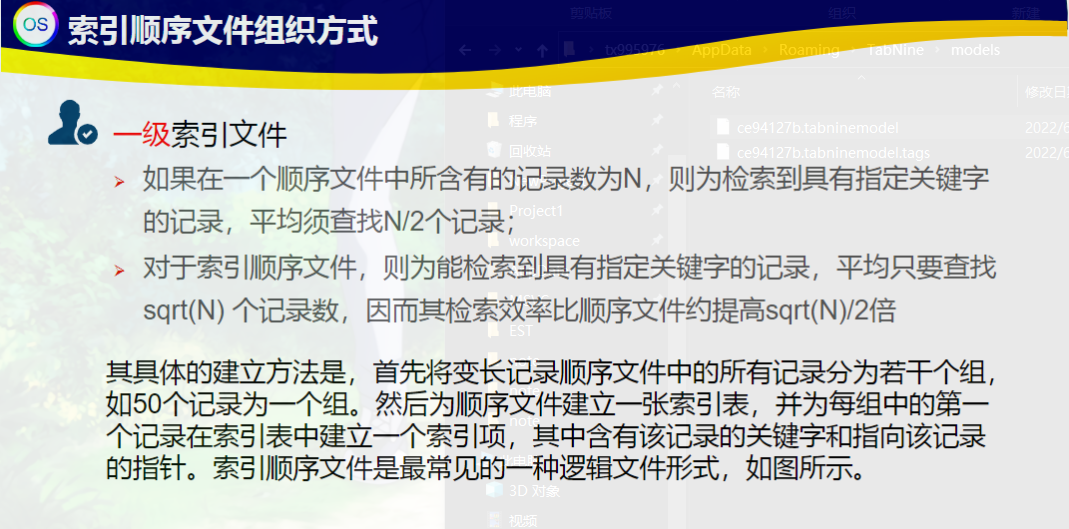 OS 索引顺序文件组织方式
剪贴板 组织 新建
tx995976 AppData Roaming TabNine models
此电脑 名称 修改日
一级索引文件
程序 ce94127b.tabninemodel 2022/6
回收站 ce94127b.tabninemodel.tags 2022/6
如果在一个顺序文件中所含有的记录数为N，则为检索到具有指定关键字
的记录，平均须查找N/2个记录；
Project1
workspace
对于索引顺序文件，则为能检索到具有指定关键字的记录，平均只要查找
sqrt(N) 个记录数，因而其检索效率比顺序文件约提高sqrt(N)/2倍
EST
其具体的建立方法是，首先将变长记录顺序文件中的所有记录分为若干个组，
如50个记录为一个组。然后为顺序文件建立一张索引表，并为每组中的第一
个记录在索引表中建立一个索引项，其中含有该记录的关键字和指向该记录
的指针。索引顺序文件是最常见的一种逻辑文件形式，如图所示。
此电脑
3D 对象
视频